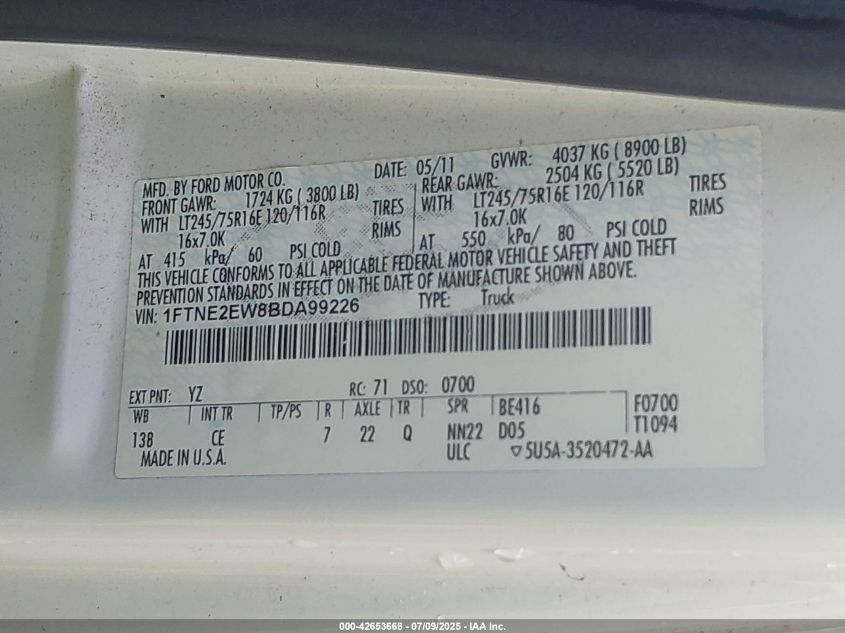 MFD. BY FORD MOTOR CO. DATE: 05/11 GVWR: 4037 KG ( 8900 LB)
FRONT GAWR: 1724 KG ( 3800 LB) REAR GAWR: 2504 KG ( 5520 LB)
WITH LT245/75R16E 120/116R TIRES WITH LT245/75R16E 120/116R TIRES
16x7.0K RIMS 16x7.0K RIMS
AT 415 kPa/ 60 PSI COLD AT 550 kPa/ 80 PSI COLD
THIS VEHICLE CONFORMS TO ALL APPLICABLE FEDERAL MOTOR VEHICLE SAFETY AND THEFT
PREVENTION STANDARDS IN EFFECT ON THE DATE OF MANUFACTURE SHOWN ABOVE.
VIN: 1FTNE2EW8BDA99226 TYPE: Truck
EXT PNT: YZ RC: 71 DSO: 0700
WB INT TR TP/PS R AXLE TR SPR BE416 F0700
138 CE 7 22 Q NN22 D05 T1094
MADE IN U.S.A. ULC ▽5U5A-3520472-AA
000-42653668 - 07/09/2025 - IAA Inc.